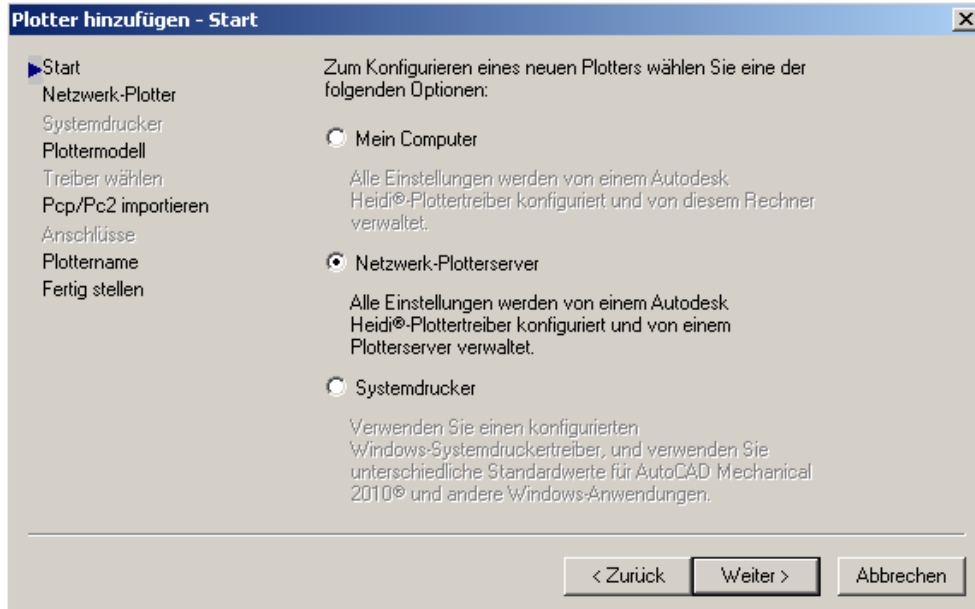 Plotter hinzufügen - Start
Start
Netzwerk-Plotter
Systemdrucker
Plottermodell
Treiber wählen
Pcp/Pc2 importieren
Anschlüsse
Plottername
Fertig stellen
Zum Konfigurieren eines neuen Plotters wählen Sie eine der
folgenden Optionen:
Mein Computer
Alle Einstellungen werden von einem Autodesk
Heidi®-Plottertreiber konfiguriert und von diesem Rechner
verwaltet.
Netzwerk-Plotterserver
Alle Einstellungen werden von einem Autodesk
Heidi®-Plottertreiber konfiguriert und von einem
Plotterserver verwaltet.
Systemdrucker
Verwenden Sie einen konfigurierten
Windows-Systemdruckertreiber, und verwenden Sie
unterschiedliche Standardwerte für AutoCAD Mechanical
2010® und andere Windows-Anwendungen.
< Zurück
Weiter >
Abbrechen